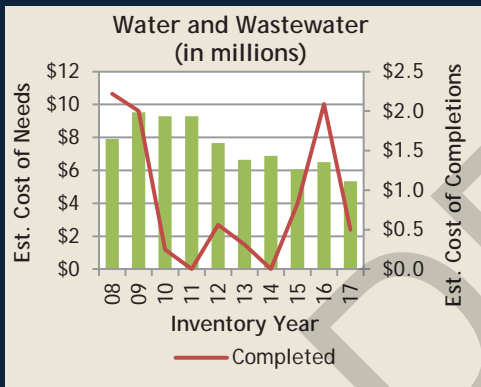 Water and Wastewater
(in millions)
Est. Cost of Needs
$12
$10
$8
$6
$4
$2
$0
$2.5
$2.0
$1.5
$1.0
$0.5
$0.0
Est. Cost of Completions
08 09 10 11 12 13 14 15 16 17
Inventory Year
Completed